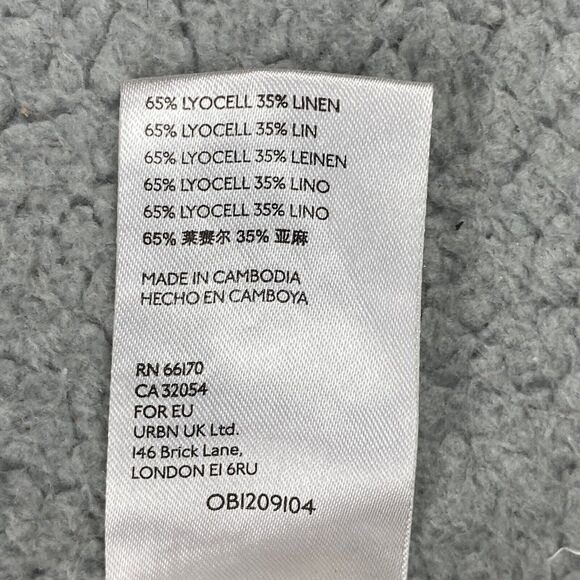 65% LYOCELL 35% LINEN
65% LYOCELL 35% LIN
65% LYOCELL 35% LEINEN
65% LYOCELL 35% LINO
65% LYOCELL 35% LINO
65% 莱赛尔 35% 亚麻
MADE IN CAMBODIA
HECHO EN CAMBOYA
RN 66170
CA 32054
FOR EU
URBN UK Ltd.
146 Brick Lane,
LONDON E1 6RU
OB1209104